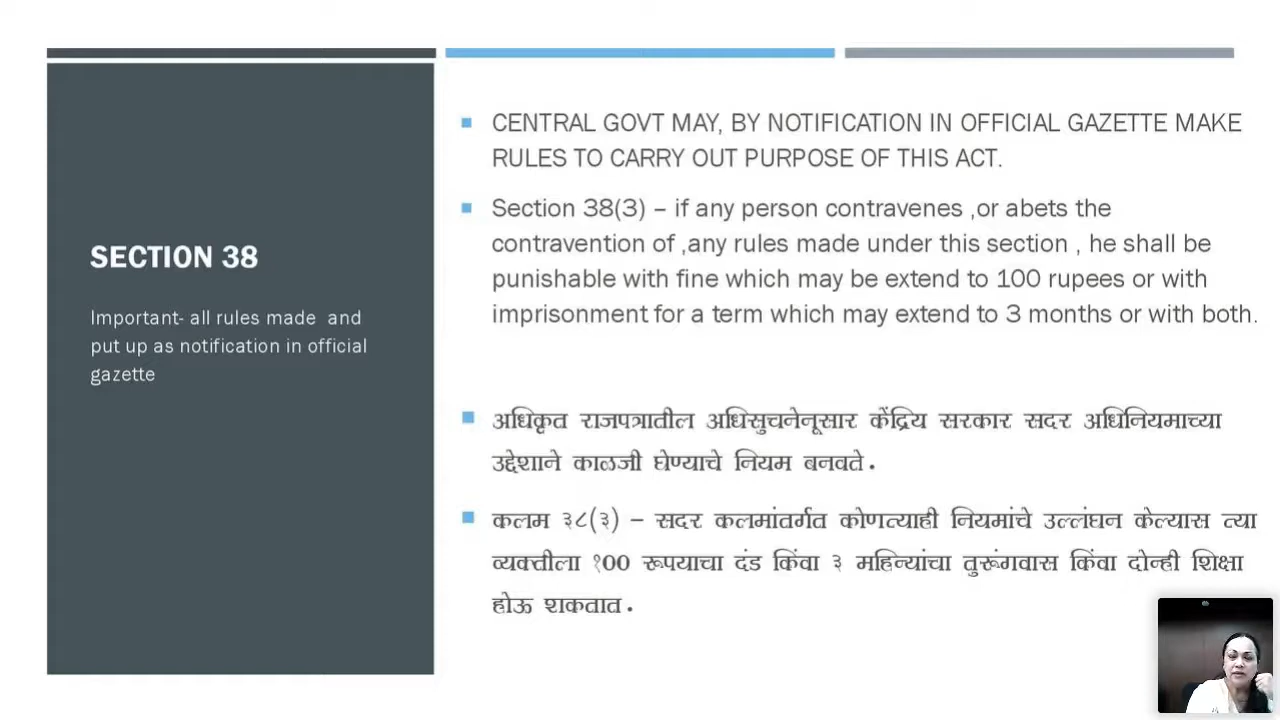 SECTION 38
Important- all rules made and
put up as notification in official
gazette
CENTRAL GOVT MAY, BY NOTIFICATION IN OFFICIAL GAZETTE MAKE
RULES TO CARRY OUT PURPOSE OF THIS ACT.
Section 38(3) – if any person contravenes ,or abets the
contravention of ,any rules made under this section , he shall be
punishable with fine which may be extend to 100 rupees or with
imprisonment for a term which may extend to 3 months or with both.
अधिकृत राजपत्रातील अधिसुचनेनूसार केंद्रिय सरकार सदर अधिनियमाच्या
उद्देशाने काळजी घेण्याचे नियम बनवते.
कलम ३८(३) – सदर कलमांतर्गत कोणत्याही नियमांचे उल्लंघन केल्यास त्या
व्यक्तीला १00 रूपयाचा दंड किंवा ३ महिन्यांचा तुरूंगवास किंवा दोन्ही शिक्षा
होऊ शकतात.